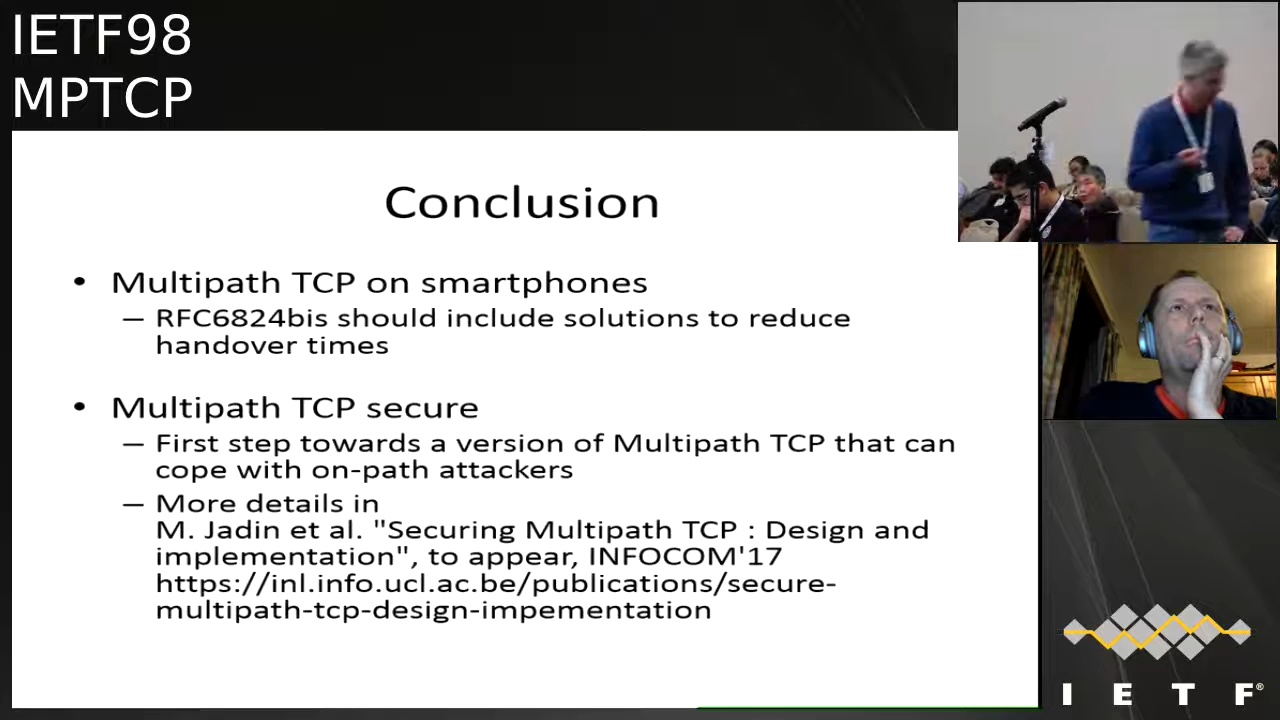 IETF98
MPTCP
Conclusion
• Multipath TCP on smartphones
– RFC6824bis should include solutions to reduce
handover times
• Multipath TCP secure
– First step towards a version of Multipath TCP that can
cope with on-path attackers
– More details in
M. Jadin et al. "Securing Multipath TCP : Design and
implementation", to appear, INFOCOM'17
https://inl.info.ucl.ac.be/publications/secure-
multipath-tcp-design-impementation
I E T F®